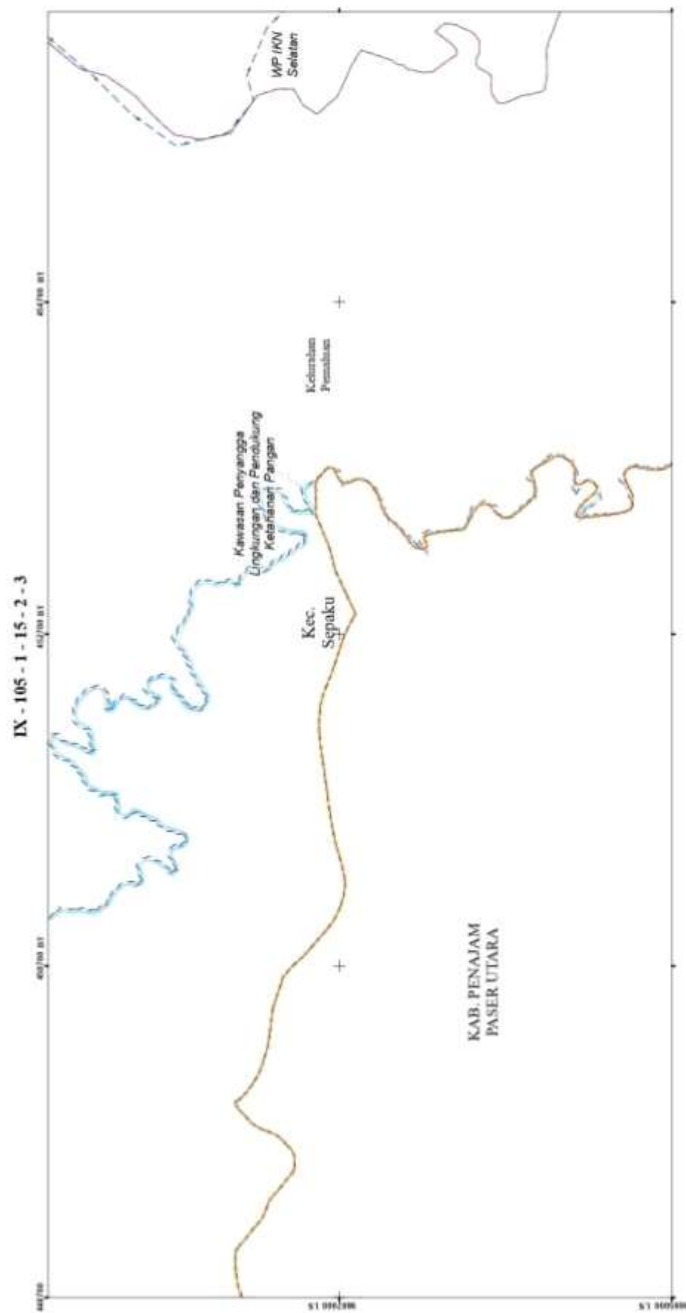 IX - 105 - 1 - 15 - 2 - 3
WP IKN
Selatan
Kelurahan
Pemaluan
Kawasan Penyangga
Lingkungan dan Pendukung
Ketahanan Pangan
Kec.
Sepaku
KAB. PENAJAM
PASER UTARA